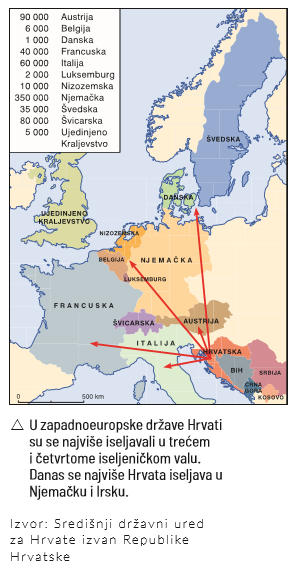 90 000 Austrija
6 000 Belgija
1 000 Danska
40 000 Francuska
60 000 Italija
2 000 Luksemburg
10 000 Nizozemska
350 000 Njemačka
35 000 Švedska
80 000 Švicarska
5 000 Ujedinjeno
Kraljevstvo
ŠVEDSKA
DANSKA
UJEDINJENO
KRALJEVSTVO
NIZOZEMSKA
BELGIJA
NJEMAČKA
LUKSEMBURG
FRANCUSKA
ŠVICARSKA
AUSTRIJA
ITALIJA
HRVATSKA
BIH
SRBIJA
CRNA
GORA
KOSOVO
0 500 km
△ U zapadnoeuropske države Hrvati
su se najviše iseljavali u trećem
i četvrtome iseljeničkom valu.
Danas se najviše Hrvata iseljava u
Njemačku i Irsku.
Izvor: Središnji državni ured
za Hrvate izvan Republike
Hrvatske